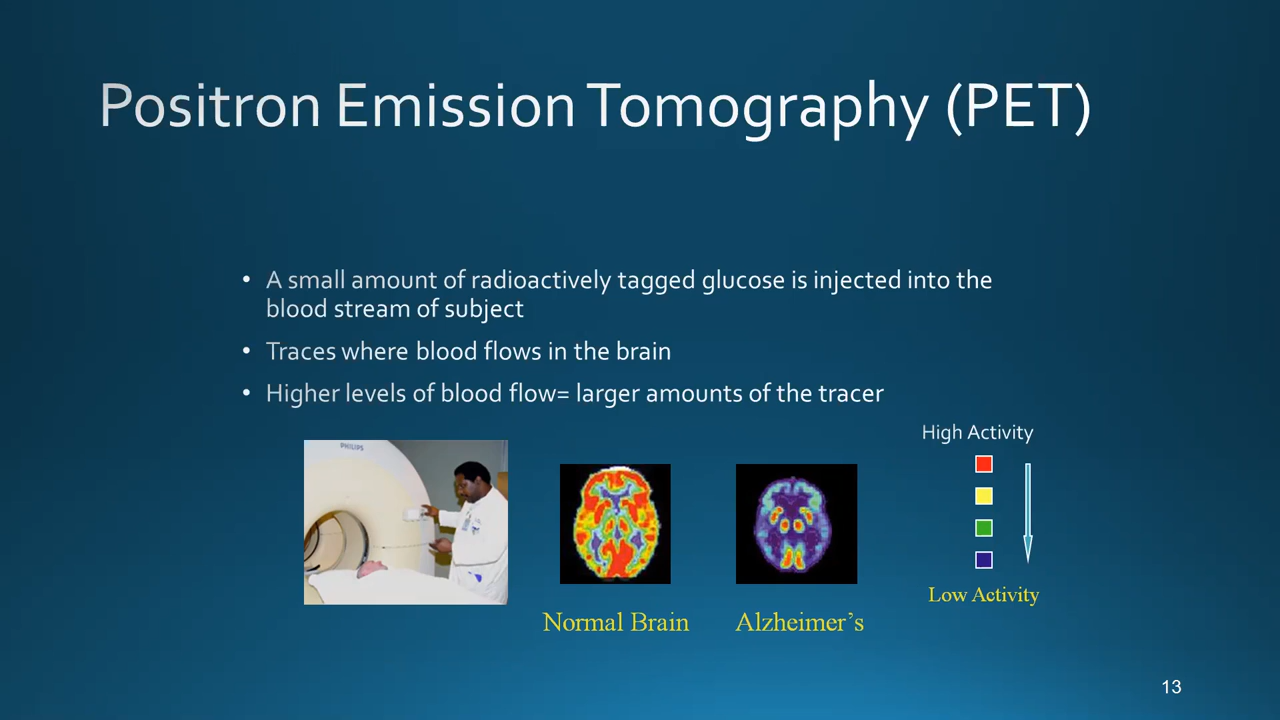 Positron Emission Tomography (PET)
• A small amount of radioactively tagged glucose is injected into the
blood stream of subject
• Traces where blood flows in the brain
• Higher levels of blood flow= larger amounts of the tracer
High Activity
PHILIPS
Low Activity
Normal Brain
Alzheimer’s
13